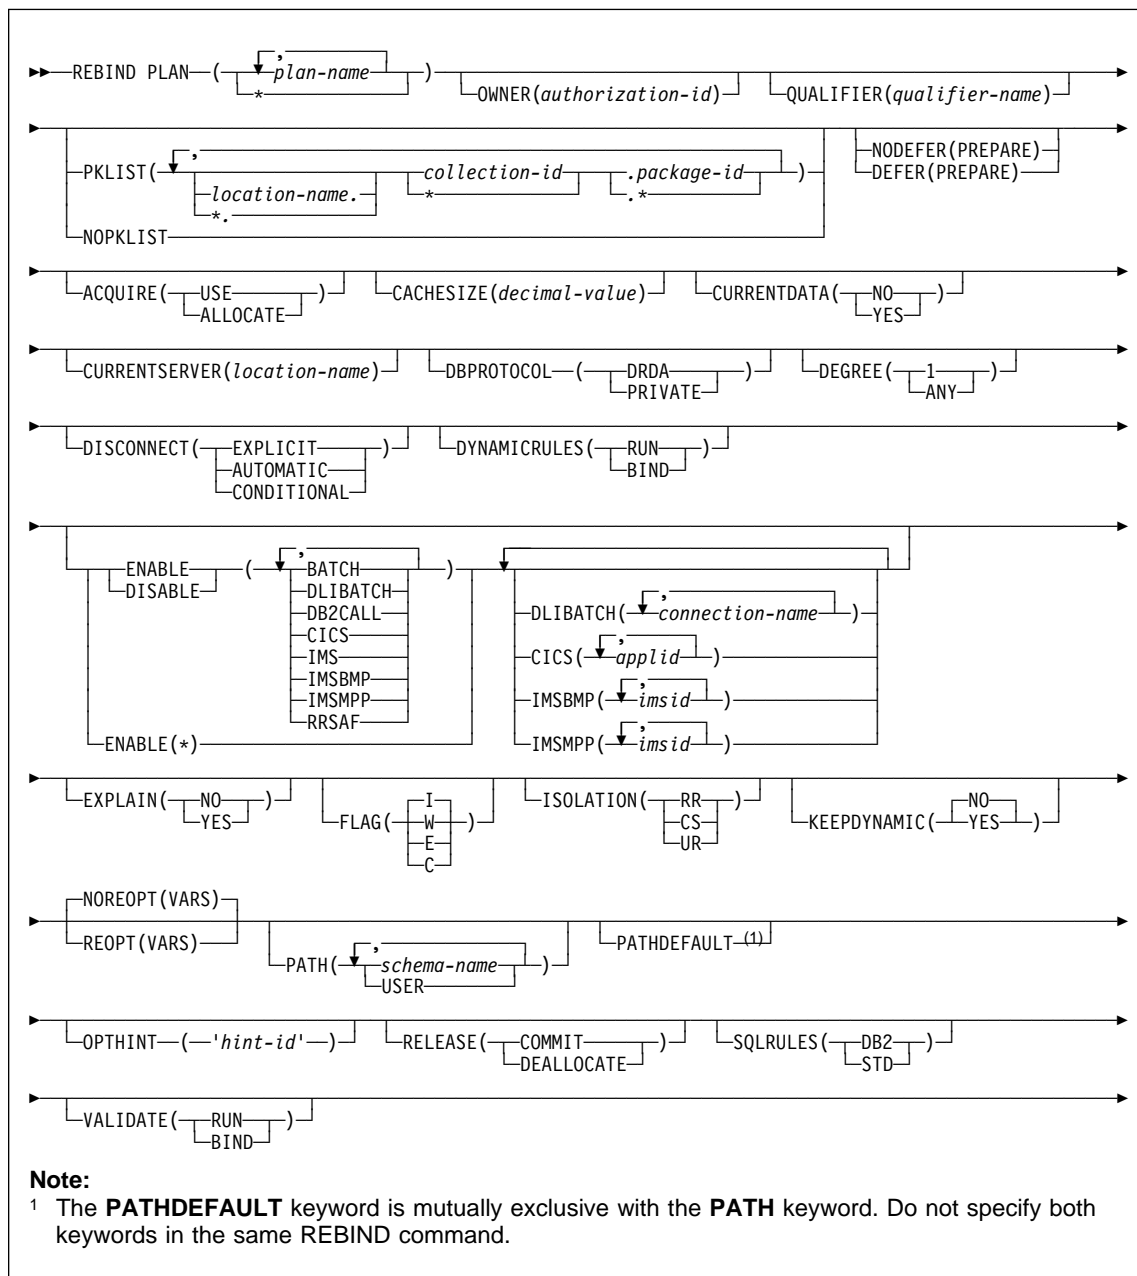 REBIND PLAN ( , plan-name * ) OWNER(authorization-id) QUALIFIER(qualifier-name)
PKLIST( , location-name. *. collection-id * .package-id .* ) NOPKLIST NODEFER(PREPARE) DEFER(PREPARE)
ACQUIRE( USE ALLOCATE ) CACHESIZE(decimal-value) CURRENTDATA( NO YES )
CURRENTSERVER(location-name) DBPROTOCOL ( DRDA PRIVATE ) DEGREE( 1 ANY )
DISCONNECT( EXPLICIT AUTOMATIC CONDITIONAL ) DYNAMICRULES( RUN BIND )
ENABLE DISABLE ( , BATCH DLIBATCH DB2CALL CICS IMS IMSBMP IMSMPP RRSAF )
ENABLE(*)
DLIBATCH( , connection-name )
CICS( , applid )
IMSBMP( , imsid )
IMSMPP( , imsid )
EXPLAIN( NO YES ) FLAG( I W E C ) ISOLATION( RR CS UR ) KEEPDYNAMIC( NO YES )
NOREOPT(VARS) REOPT(VARS) PATH( , schema-name USER ) PATHDEFAULT (1)
OPTHINT ( 'hint-id' ) RELEASE( COMMIT DEALLOCATE ) SQLRULES( DB2 STD )
VALIDATE( RUN BIND )
Note:
1 The PATHDEFAULT keyword is mutually exclusive with the PATH keyword. Do not specify both
keywords in the same REBIND command.